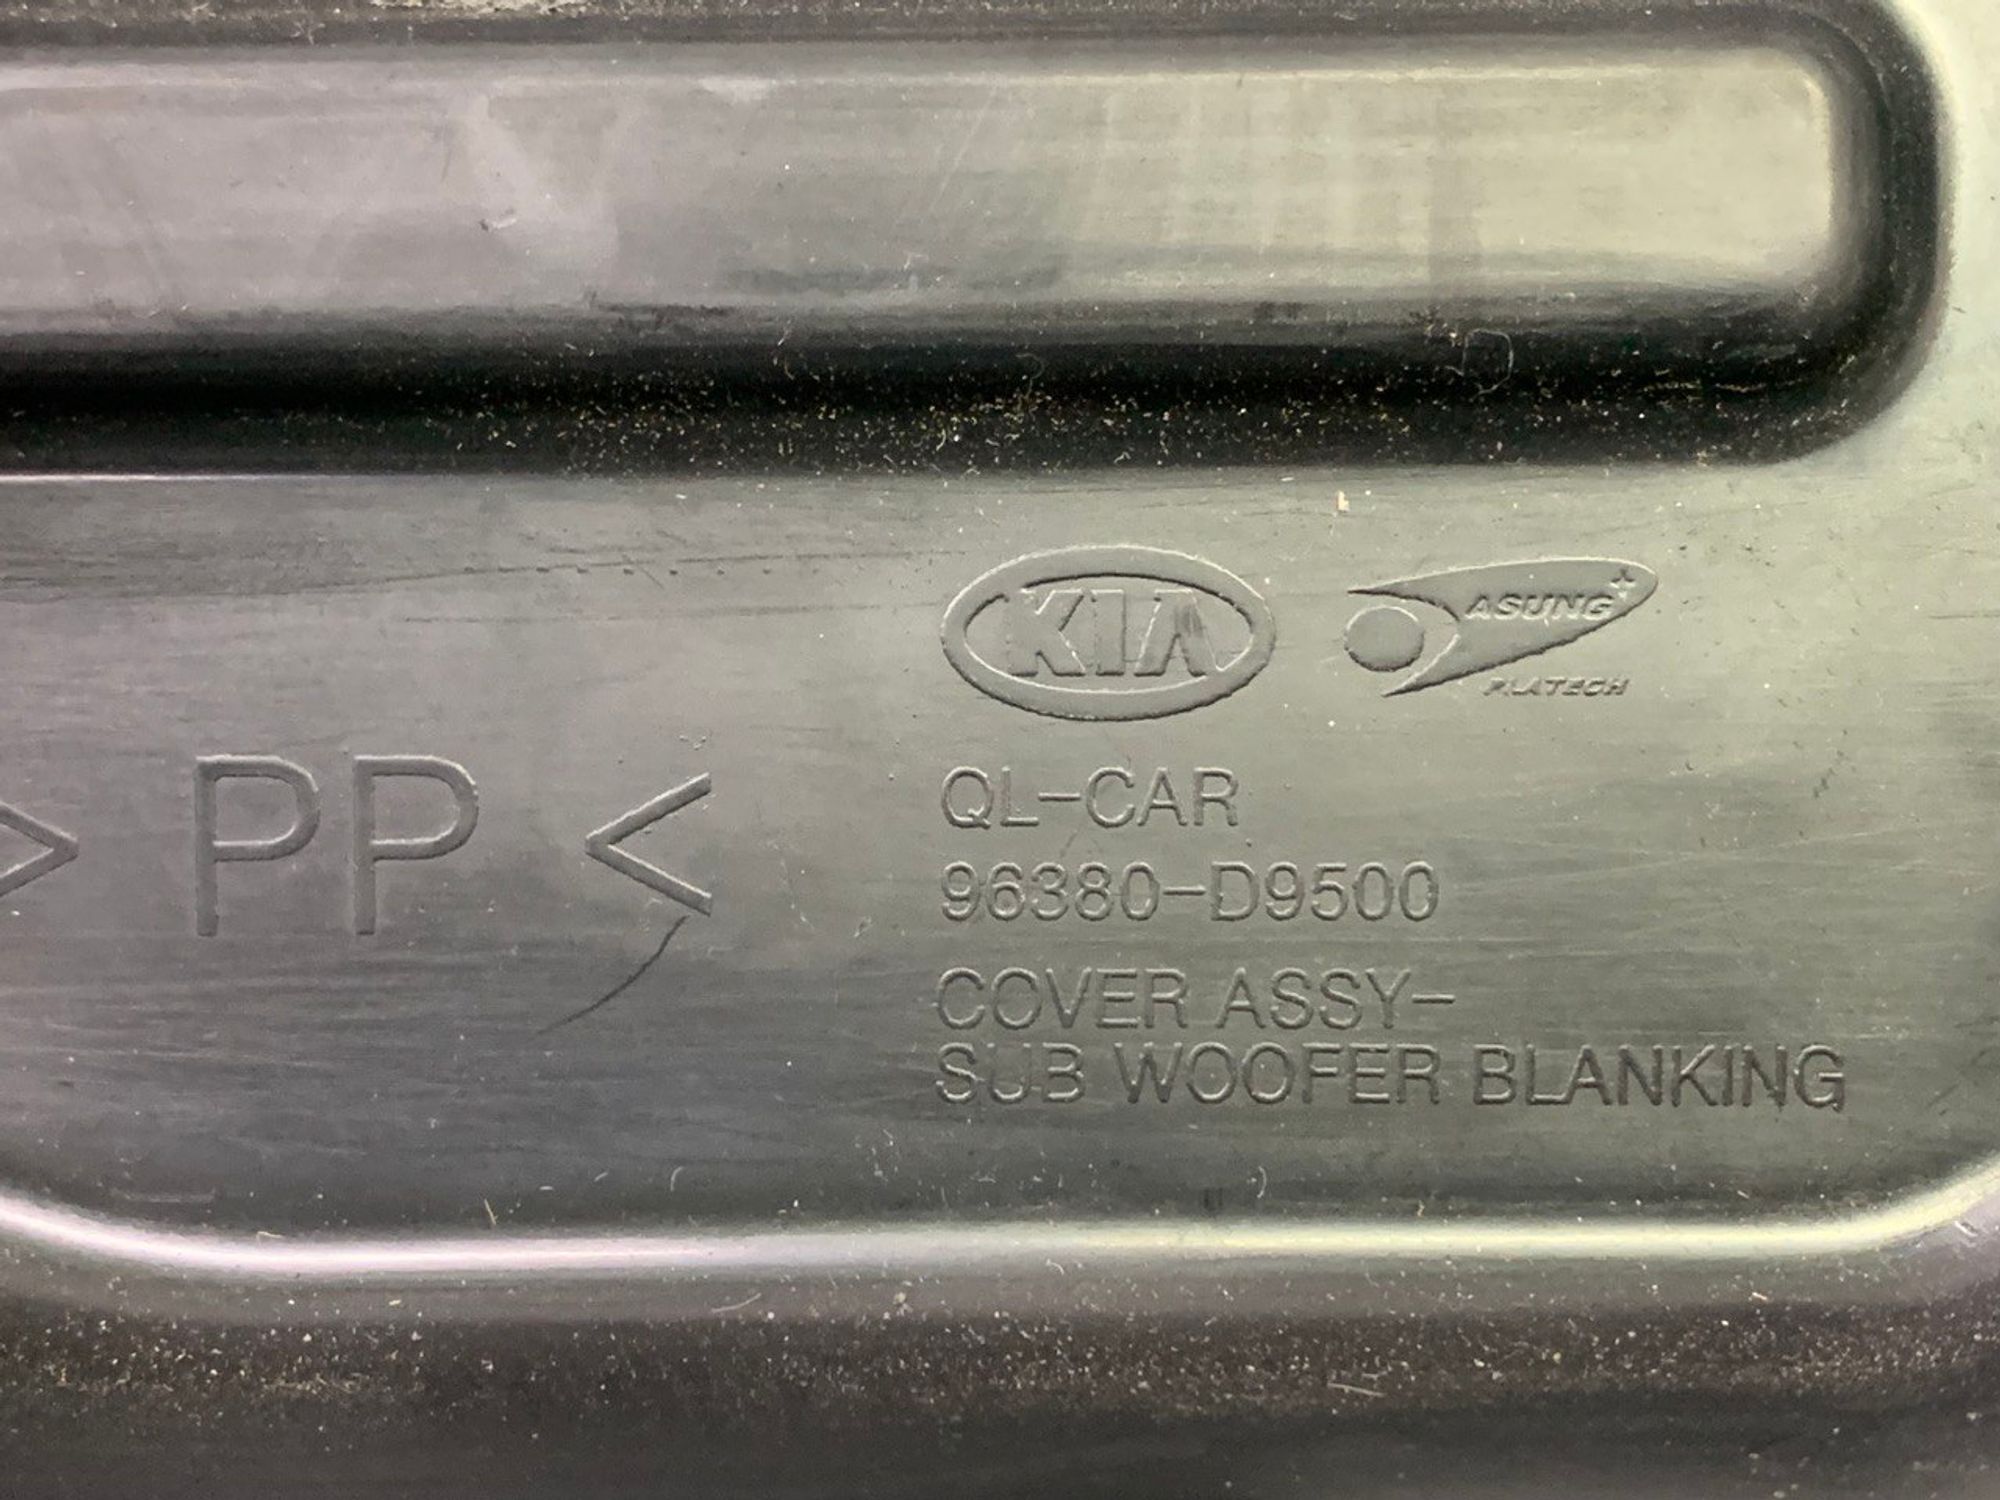 KIA
ASUNG
PLATECH
> PP <
QL-CAR
96380-D9500
COVER ASSY-
SUB WOOFER BLANKING